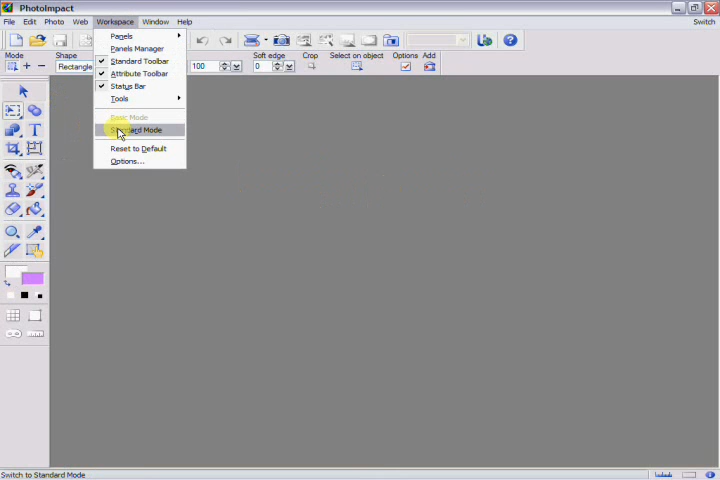 PhotoImpact
File Edit Photo Web Workspace Window Help Switch
Mode Shape Soft edge Crop Select on object Options Add
Rectangle 100 0
Panels
Panels Manager
Standard Toolbar
Attribute Toolbar
Status Bar
Tools
Basic Mode
Standard Mode
Reset to Default
Options...
Switch to Standard Mode